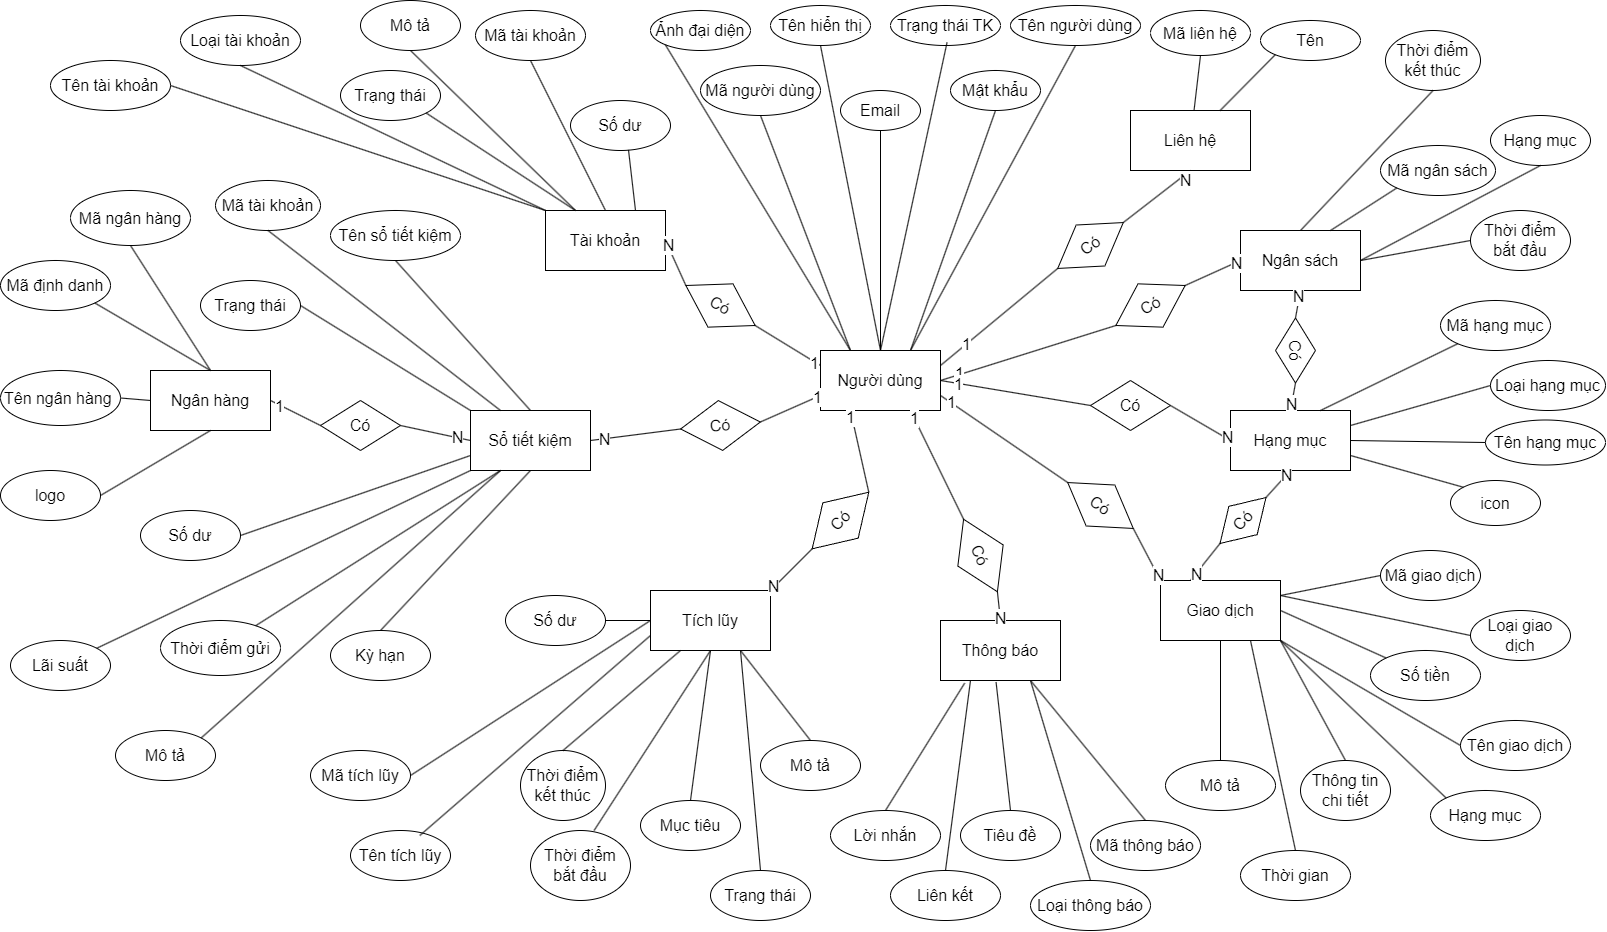 Mô tả
Ảnh đại diện
Tên hiển thị
Trạng thái TK
Tên người dùng
Mã liên hệ
Tên
Loại tài khoản
Mã tài khoản
Thời điểm
kết thúc
Tên tài khoản
Trạng thái
Mã người dùng
Mật khẩu
Email
Số dư
Liên hệ
Hạng mục
Mã ngân sách
N
Mã ngân hàng
Mã tài khoản
Tên sổ tiết kiệm
Tài khoản
N
Có
Thời điểm
bắt đầu
Ngân sách
N
N
Mã định danh
Trạng thái
Có
Có
Mã hạng mục
1
Có
1
Người dùng
1
1
Loại hạng mục
Tên ngân hàng
Ngân hàng
1
1
1
Có
N
Có
N
Sổ tiết kiệm
N
Có
1
1
N
Hạng mục
Tên hạng mục
N
logo
Số dư
Có
Có
Có
Có
icon
Có
N
N
N
N
Mã giao dịch
Số dư
Tích lũy
Thông báo
Giao dịch
Loại giao
dịch
Lãi suất
Thời điểm gửi
Kỳ hạn
Số tiền
Mô tả
Mã tích lũy
Thời điểm
kết thúc
Mô tả
Mô tả
Thông tin
chi tiết
Tên giao dịch
Mục tiêu
Lời nhắn
Tiêu đề
Mã thông báo
Hạng mục
Tên tích lũy
Thời điểm
bắt đầu
Trạng thái
Liên kết
Loại thông báo
Thời gian